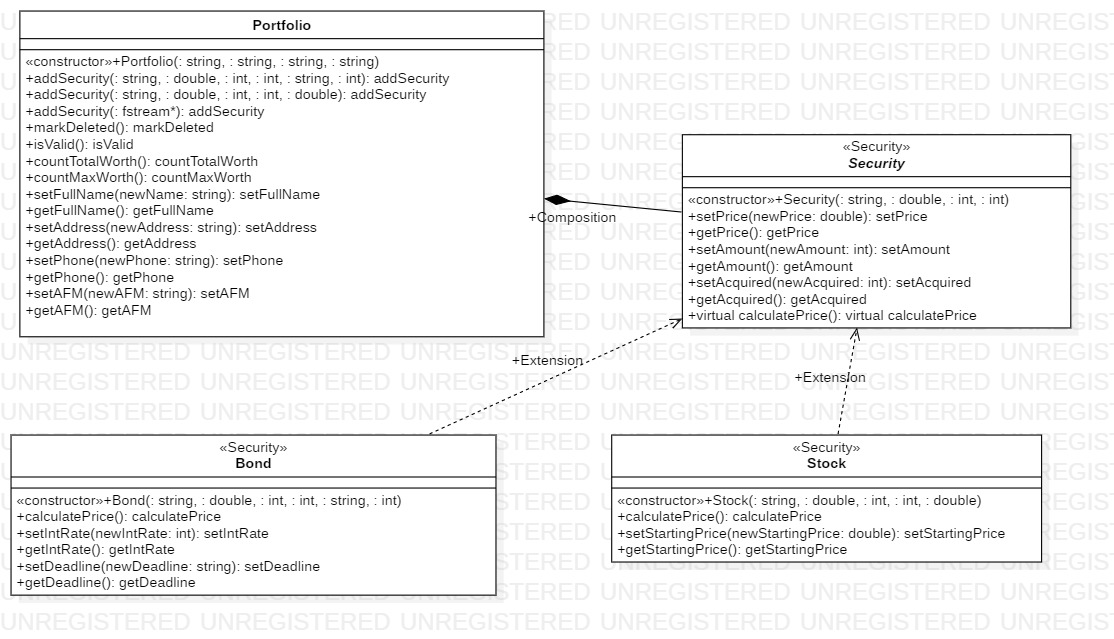 Portfolio
«constructor»+Portfolio(: string, : string, : string, : string)
+addSecurity(: string, : double, : int, : int, : string, : int): addSecurity
+addSecurity(: string, : double, : int, : int, : double): addSecurity
+addSecurity(: fstream*): addSecurity
+markDeleted(): markDeleted
+isValid(): isValid
+countTotalWorth(): countTotalWorth
+countMaxWorth(): countMaxWorth
+setFullName(newName: string): setFullName
+getFullName(): getFullName
+setAddress(newAddress: string): setAddress
+getAddress(): getAddress
+setPhone(newPhone: string): setPhone
+getPhone(): getPhone
+setAFM(newAFM: string): setAFM
+getAFM(): getAFM
+Composition
«Security»
Security
«constructor»+Security(: string, : double, : int, : int)
+setPrice(newPrice: double): setPrice
+getPrice(): getPrice
+setAmount(newAmount: int): setAmount
+getAmount(): getAmount
+setAcquired(newAcquired: int): setAcquired
+getAcquired(): getAcquired
+virtual calculatePrice(): virtual calculatePrice
+Extension
+Extension
«Security»
Bond
«constructor»+Bond(: string, : double, : int, : int, : string, : int)
+calculatePrice(): calculatePrice
+setIntRate(newIntRate: int): setIntRate
+getIntRate(): getIntRate
+setDeadline(newDeadline: string): setDeadline
+getDeadline(): getDeadline
«Security»
Stock
«constructor»+Stock(: string, : double, : int, : int, : double)
+calculatePrice(): calculatePrice
+setStartingPrice(newStartingPrice: double): setStartingPrice
+getStartingPrice(): getStartingPrice
UNREGISTERED UNREGISTERED UNREGISTERED UNREGISTERED UNREGISTERED